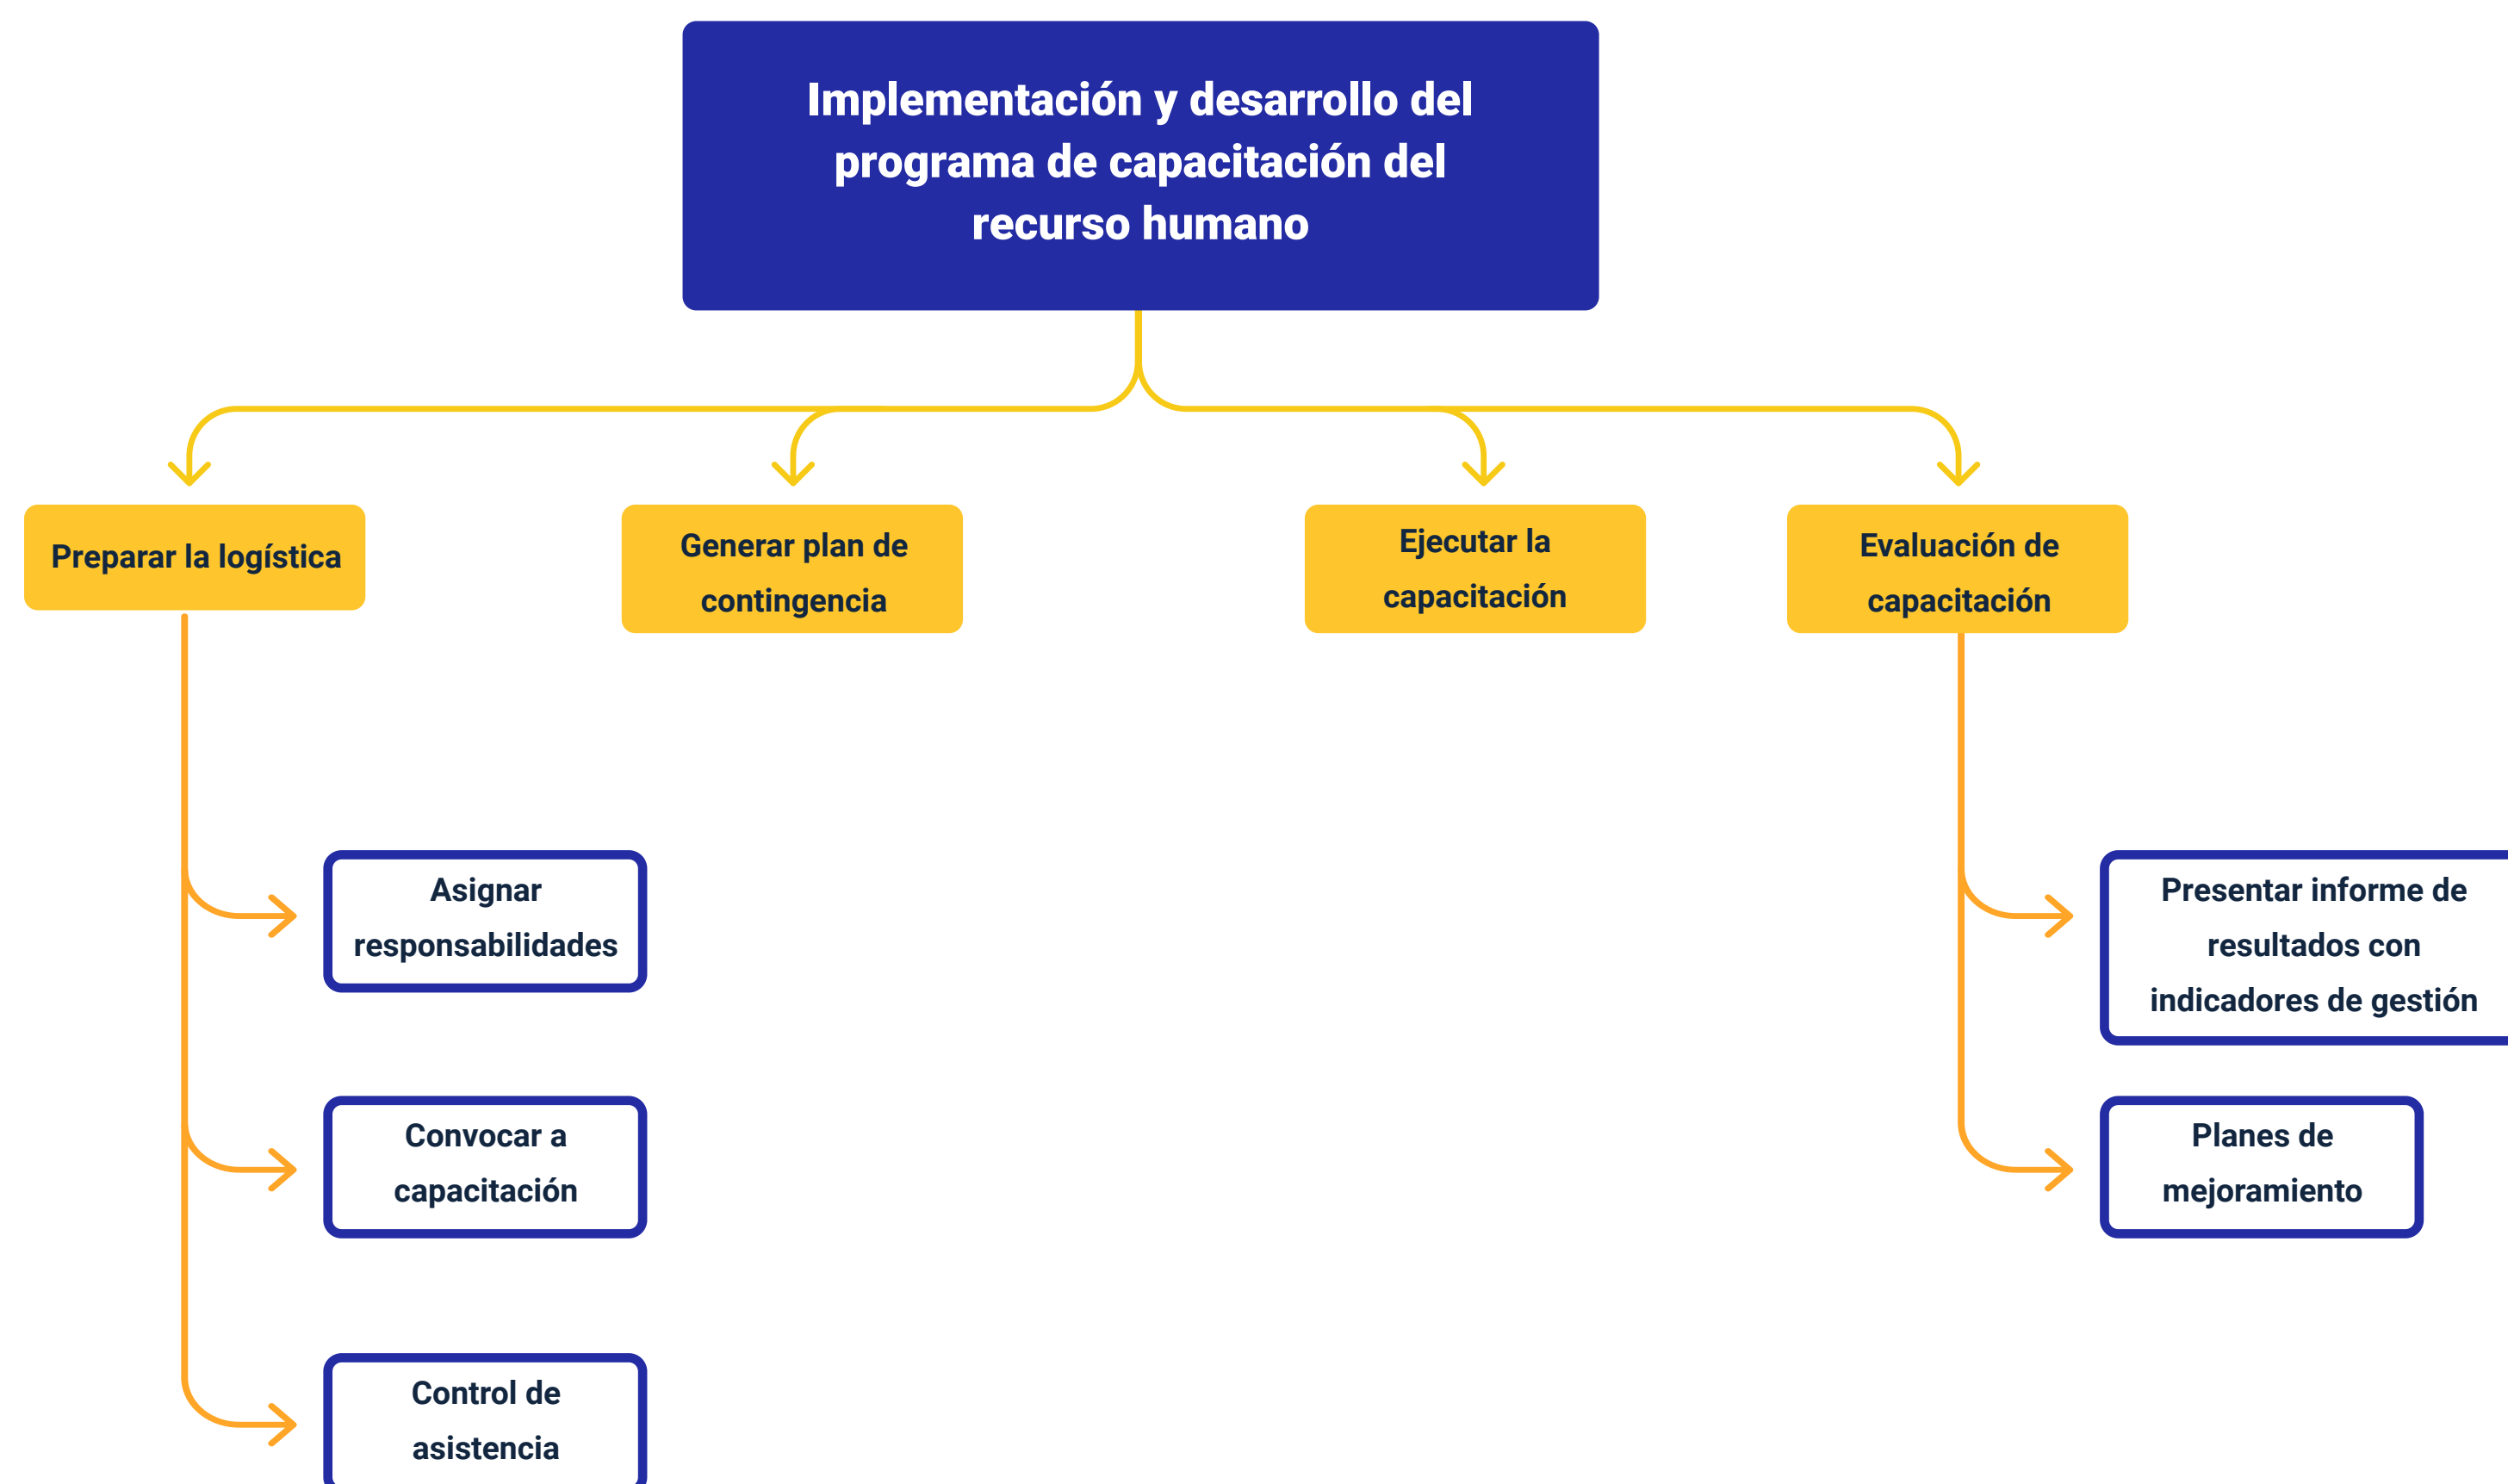 Implementación y desarrollo del
programa de capacitación del
recurso humano
Preparar la logística
Generar plan de
contingencia
Ejecutar la
capacitación
Evaluación de
capacitación
Asignar
responsabilidades
Convocar a
capacitación
Control de
asistencia
Presentar informe de
resultados con
indicadores de gestión
Planes de
mejoramiento